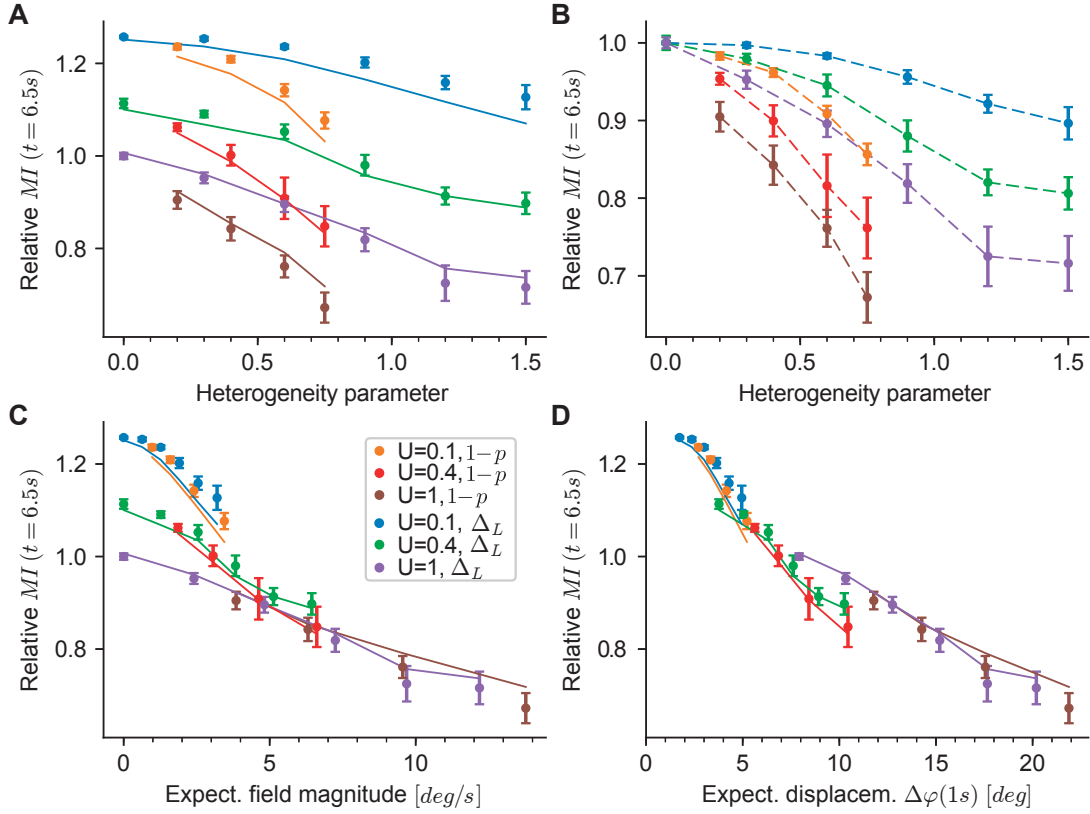 A
Relative MI (t = 6.5s)
1.2
1.0
0.8
0.0
0.5
1.0
1.5
Heterogeneity parameter
B
Relative MI (t = 6.5s)
1.0
0.9
0.8
0.7
0.0
0.5
1.0
1.5
Heterogeneity parameter
C
Relative MI (t = 6.5s)
1.2
1.0
0.8
0
5
10
Expect. field magnitude [deg/s]
U=0.1, 1−p
U=0.4, 1−p
U=1, 1−p
U=0.1, Δ_L
U=0.4, Δ_L
U=1, Δ_L
D
Relative MI (t = 6.5s)
1.2
1.0
0.8
0
5
10
15
20
Expect. displacem. Δφ(1s) [deg]